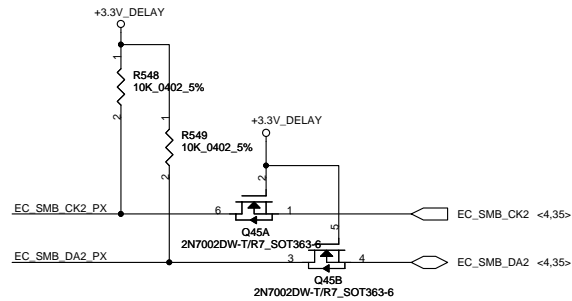 +3.3V_DELAY
1
R548
10K_0402_5%
2
1
R549
10K_0402_5%
2
+3.3V_DELAY
2
5
EC_SMB_CK2_PX
6
1
EC_SMB_CK2 <4,35>
Q45A
2N7002DW-T/R7_SOT363-6
EC_SMB_DA2_PX
3
4
EC_SMB_DA2 <4,35>
Q45B
2N7002DW-T/R7_SOT363-6